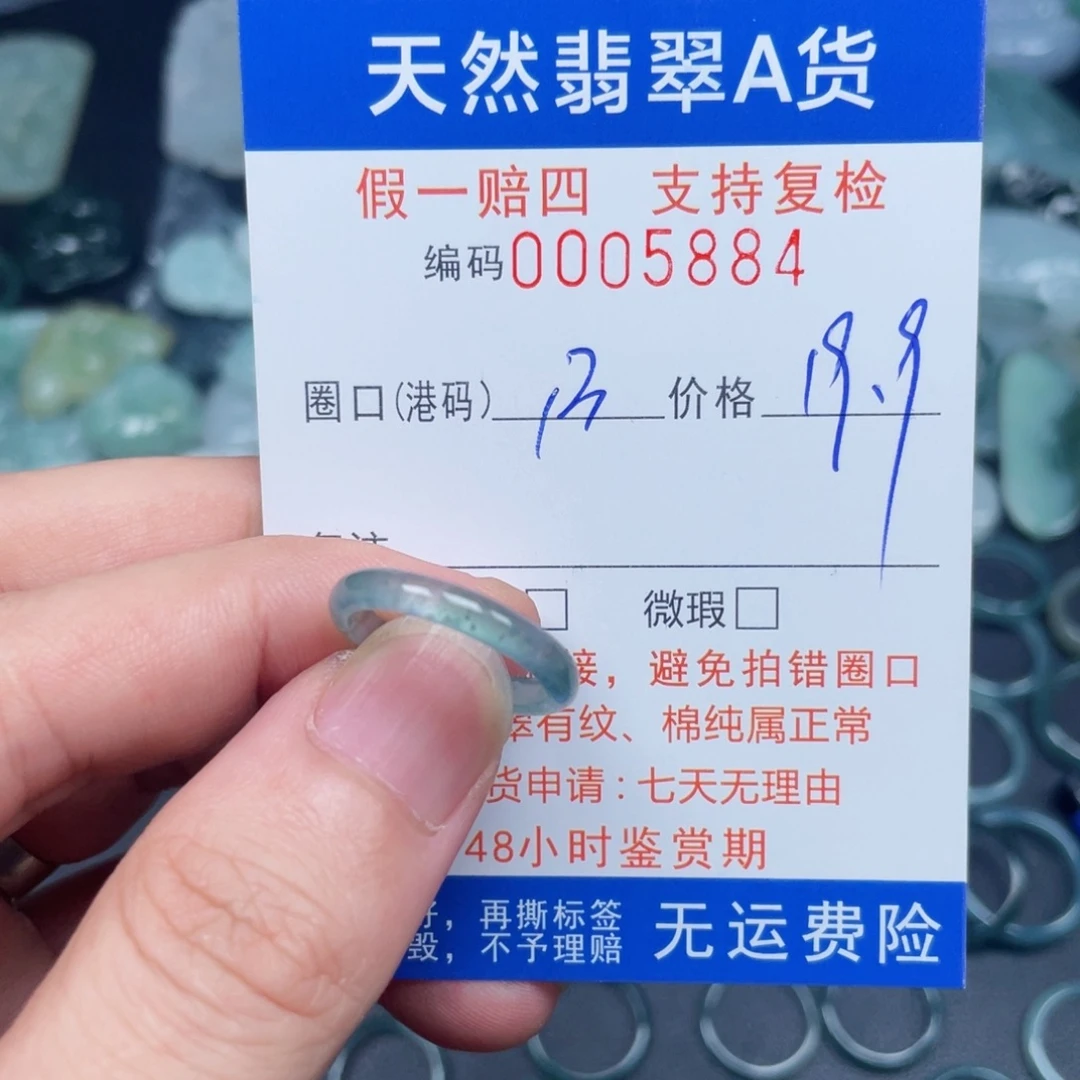 天然翡翠A货
假一赔四 支持复检
编码0005884
圈口(港码) 价格 19.9
微瑕
接，避免拍错圈口
翠有纹、棉纯属正常
货申请：七天无理由
48小时鉴赏期
好，再撕标签
毁，不予理赔
无运费险